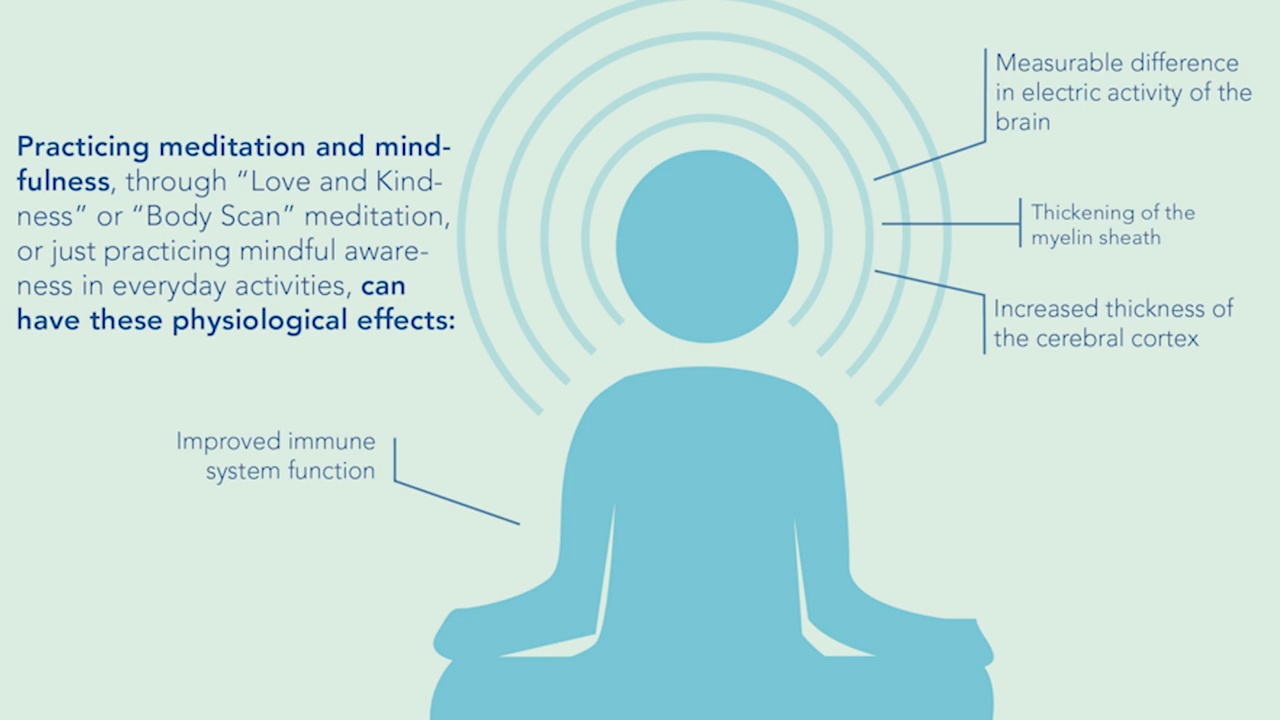 Practicing meditation and mind-
fulness, through “Love and Kind-
ness” or “Body Scan” meditation,
or just practicing mindful aware-
ness in everyday activities, can
have these physiological effects:
Measurable difference
in electric activity of the
brain
Thickening of the
myelin sheath
Increased thickness of
the cerebral cortex
Improved immune
system function